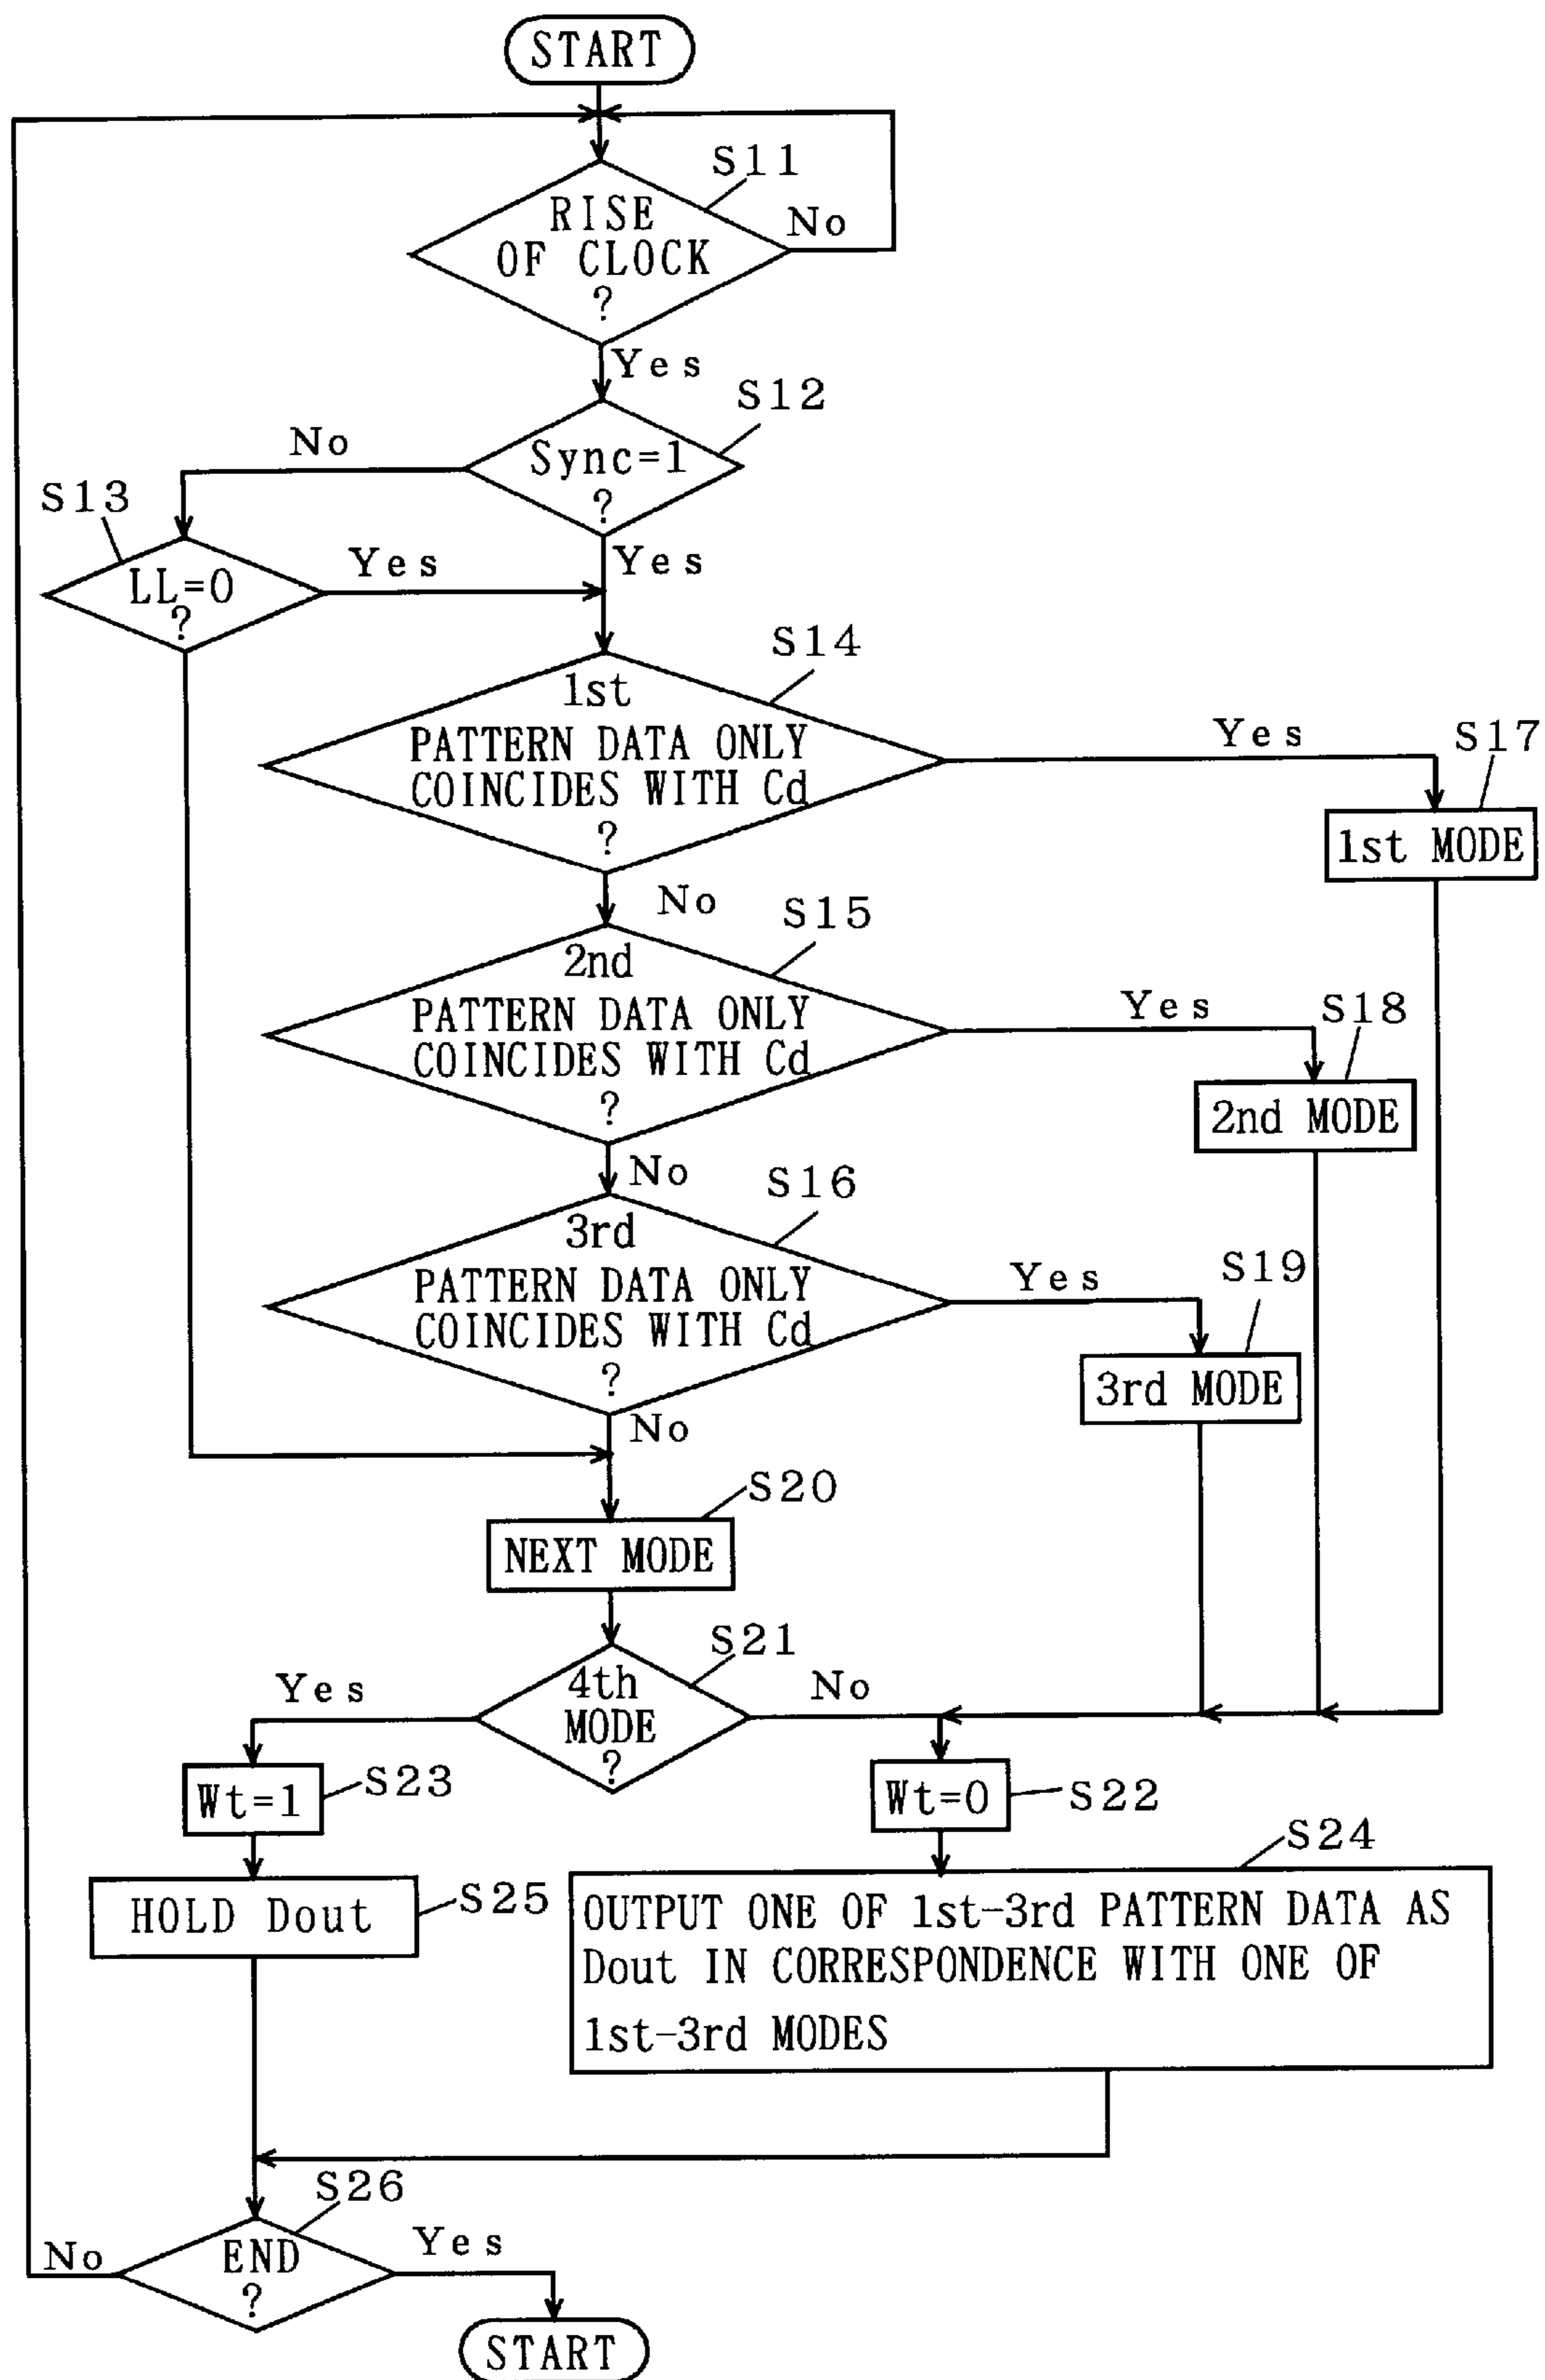 START
S11
RISE
OF CLOCK
?
No
Yes
S12
No
Sync=1
?
S13
LL=0
?
Yes
Yes
S14
1st
PATTERN DATA ONLY
COINCIDES WITH Cd
?
Yes
S17
1st MODE
No
S15
2nd
PATTERN DATA ONLY
COINCIDES WITH Cd
?
Yes
S18
2nd MODE
No
S16
3rd
PATTERN DATA ONLY
COINCIDES WITH Cd
?
Yes
S19
3rd MODE
No
S20
NEXT MODE
S21
4th
MODE
?
Yes
No
Wt=1
S23
Wt=0
S22
HOLD Dout
S25
S24
OUTPUT ONE OF 1st-3rd PATTERN DATA AS
Dout IN CORRESPONDENCE WITH ONE OF
1st-3rd MODES
S26
END
?
No
Yes
START